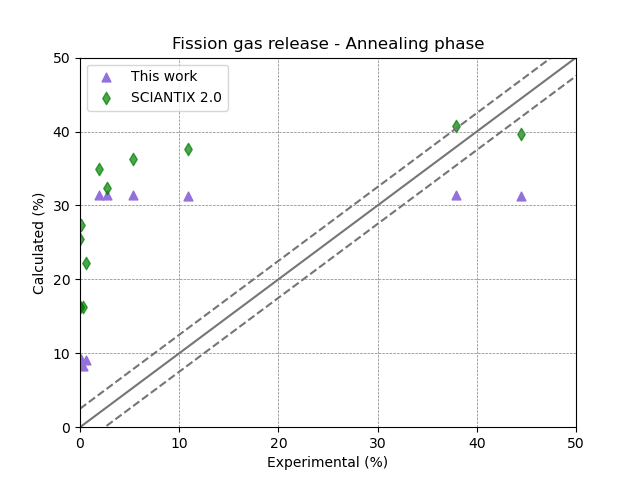 Fission gas release - Annealing phase
This work
SCIANTIX 2.0
50
40
30
20
10
0
Calculated (%)
0 10 20 30 40 50
Experimental (%)